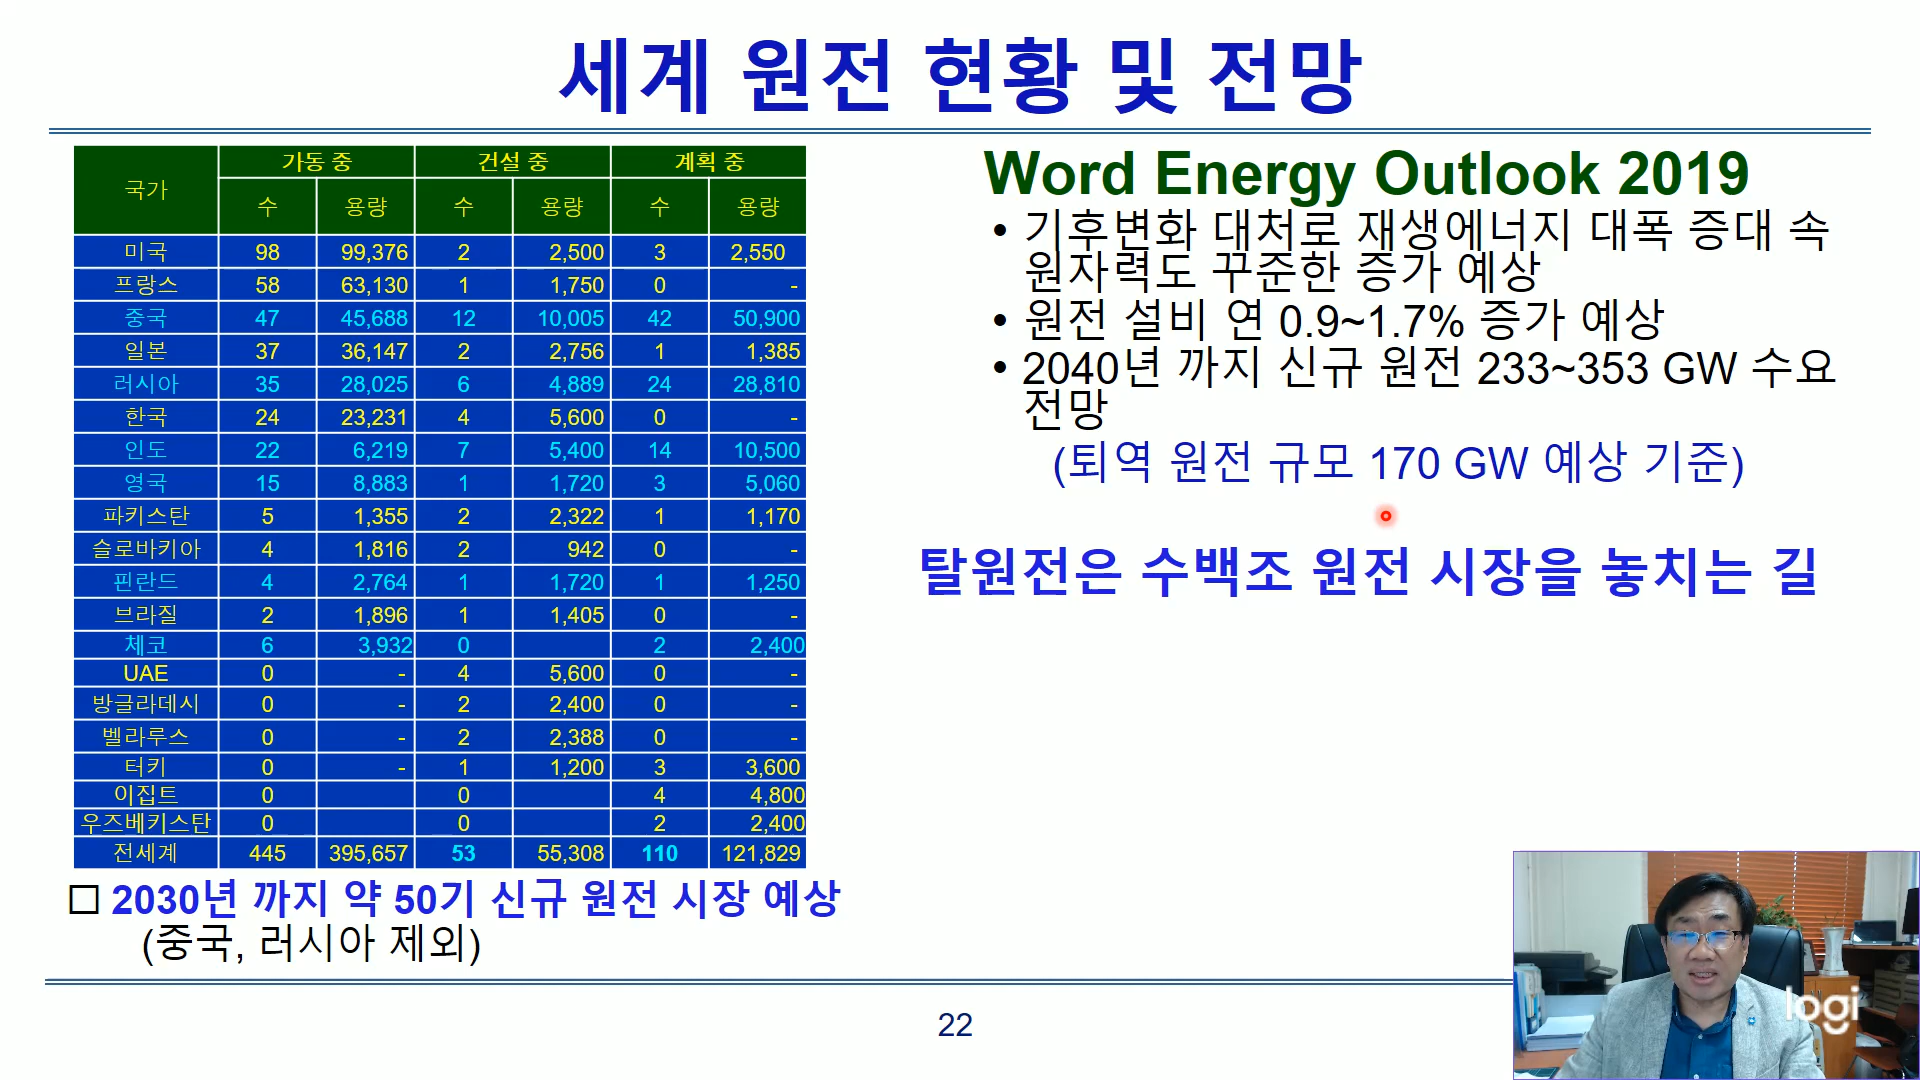 세계 원전 현황 및 전망
국가 가동 중 건설 중 계획 중
수 용량 수 용량 수 용량
미국 98 99,376 2 2,500 3 2,550
프랑스 58 63,130 1 1,750 0 -
중국 47 45,688 12 10,005 42 50,900
일본 37 36,147 2 2,756 1 1,385
러시아 35 28,025 6 4,889 24 28,810
한국 24 23,231 4 5,600 0 -
인도 22 6,219 7 5,400 14 10,500
영국 15 8,883 1 1,720 3 5,060
파키스탄 5 1,355 2 2,322 1 1,170
슬로바키아 4 1,816 2 942 0 -
핀란드 4 2,764 1 1,720 1 1,250
브라질 2 1,896 1 1,405 0 -
체코 6 3,932 0 2 2,400
UAE 0 - 4 5,600 0 -
방글라데시 0 - 2 2,400 0 -
벨라루스 0 - 2 2,388 0 -
터키 0 - 1 1,200 3 3,600
이집트 0 0 4 4,800
우즈베키스탄 0 0 2 2,400
전세계 445 395,657 53 55,308 110 121,829
□ 2030년 까지 약 50기 신규 원전 시장 예상
(중국, 러시아 제외)
Word Energy Outlook 2019
• 기후변화 대처로 재생에너지 대폭 증대 속
원자력도 꾸준한 증가 예상
• 원전 설비 연 0.9~1.7% 증가 예상
• 2040년 까지 신규 원전 233~353 GW 수요
전망
(퇴역 원전 규모 170 GW 예상 기준)
탈원전은 수백조 원전 시장을 놓치는 길
logi
22